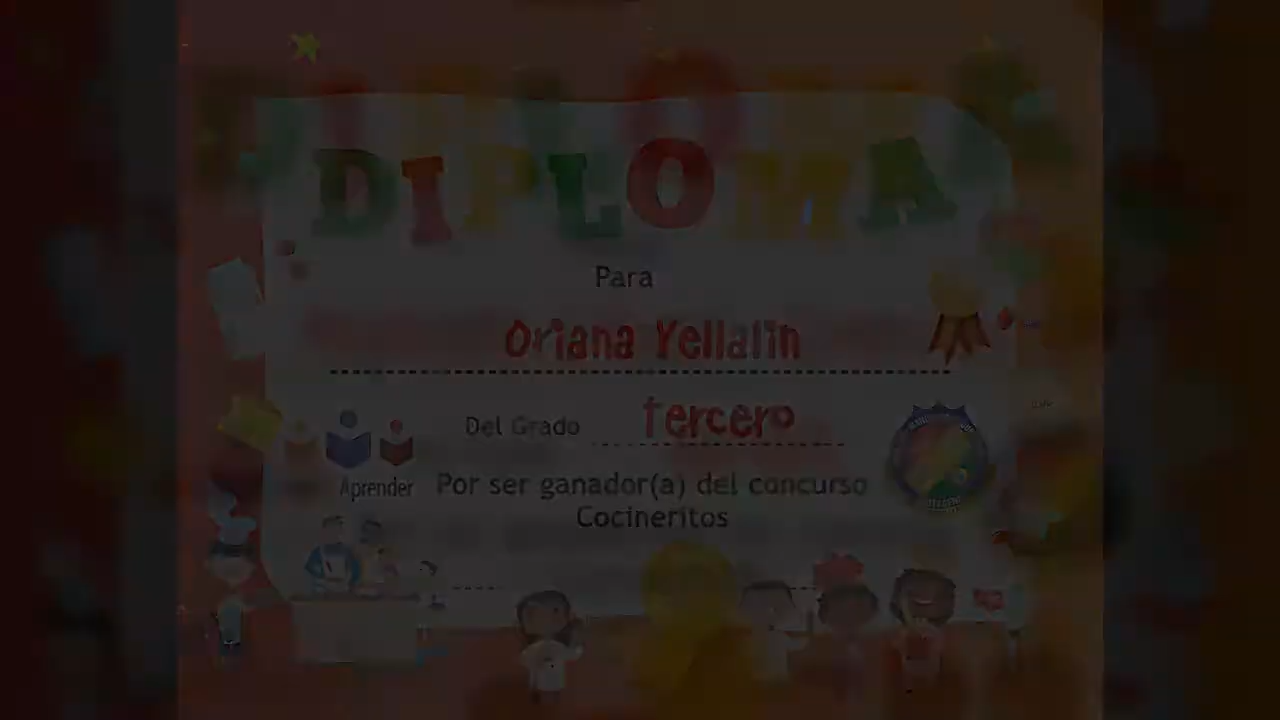 DIPLOMA
Para
Oriana Yellalin
Del Grado Tercero
Aprender
Por ser ganador(a) del concurso
Cocineritos